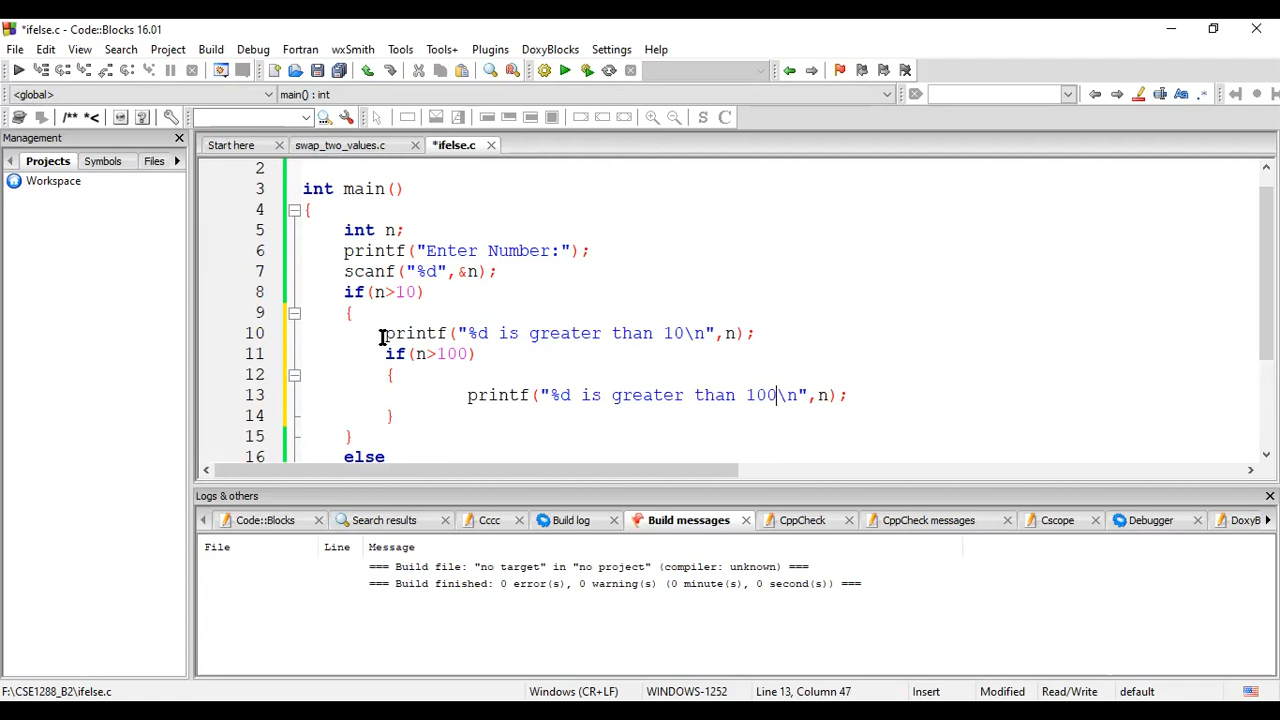 *ifelse.c - Code::Blocks 16.01
File Edit View Search Project Build Debug Fortran wxSmith Tools Tools+ Plugins DoxyBlocks Settings Help
<global> main() : int
/** *< S C
Management
Projects Symbols Files
Workspace
Start here swap_two_values.c *ifelse.c
2
3 int main()
4 {
5 int n;
6 printf("Enter Number:");
7 scanf("%d",&n);
8 if(n>10)
9 {
10 printf("%d is greater than 10\n",n);
11 if(n>100)
12 {
13 printf("%d is greater than 100\n",n);
14 }
15 }
16 else
Logs & others
Code::Blocks Search results Cccc Build log Build messages CppCheck CppCheck messages Cscope Debugger DoxyB
File Line Message
=== Build file: "no target" in "no project" (compiler: unknown) ===
=== Build finished: 0 error(s), 0 warning(s) (0 minute(s), 0 second(s)) ===
F:\CSE1288_B2\ifelse.c Windows (CR+LF) WINDOWS-1252 Line 13, Column 47 Insert Modified Read/Write default